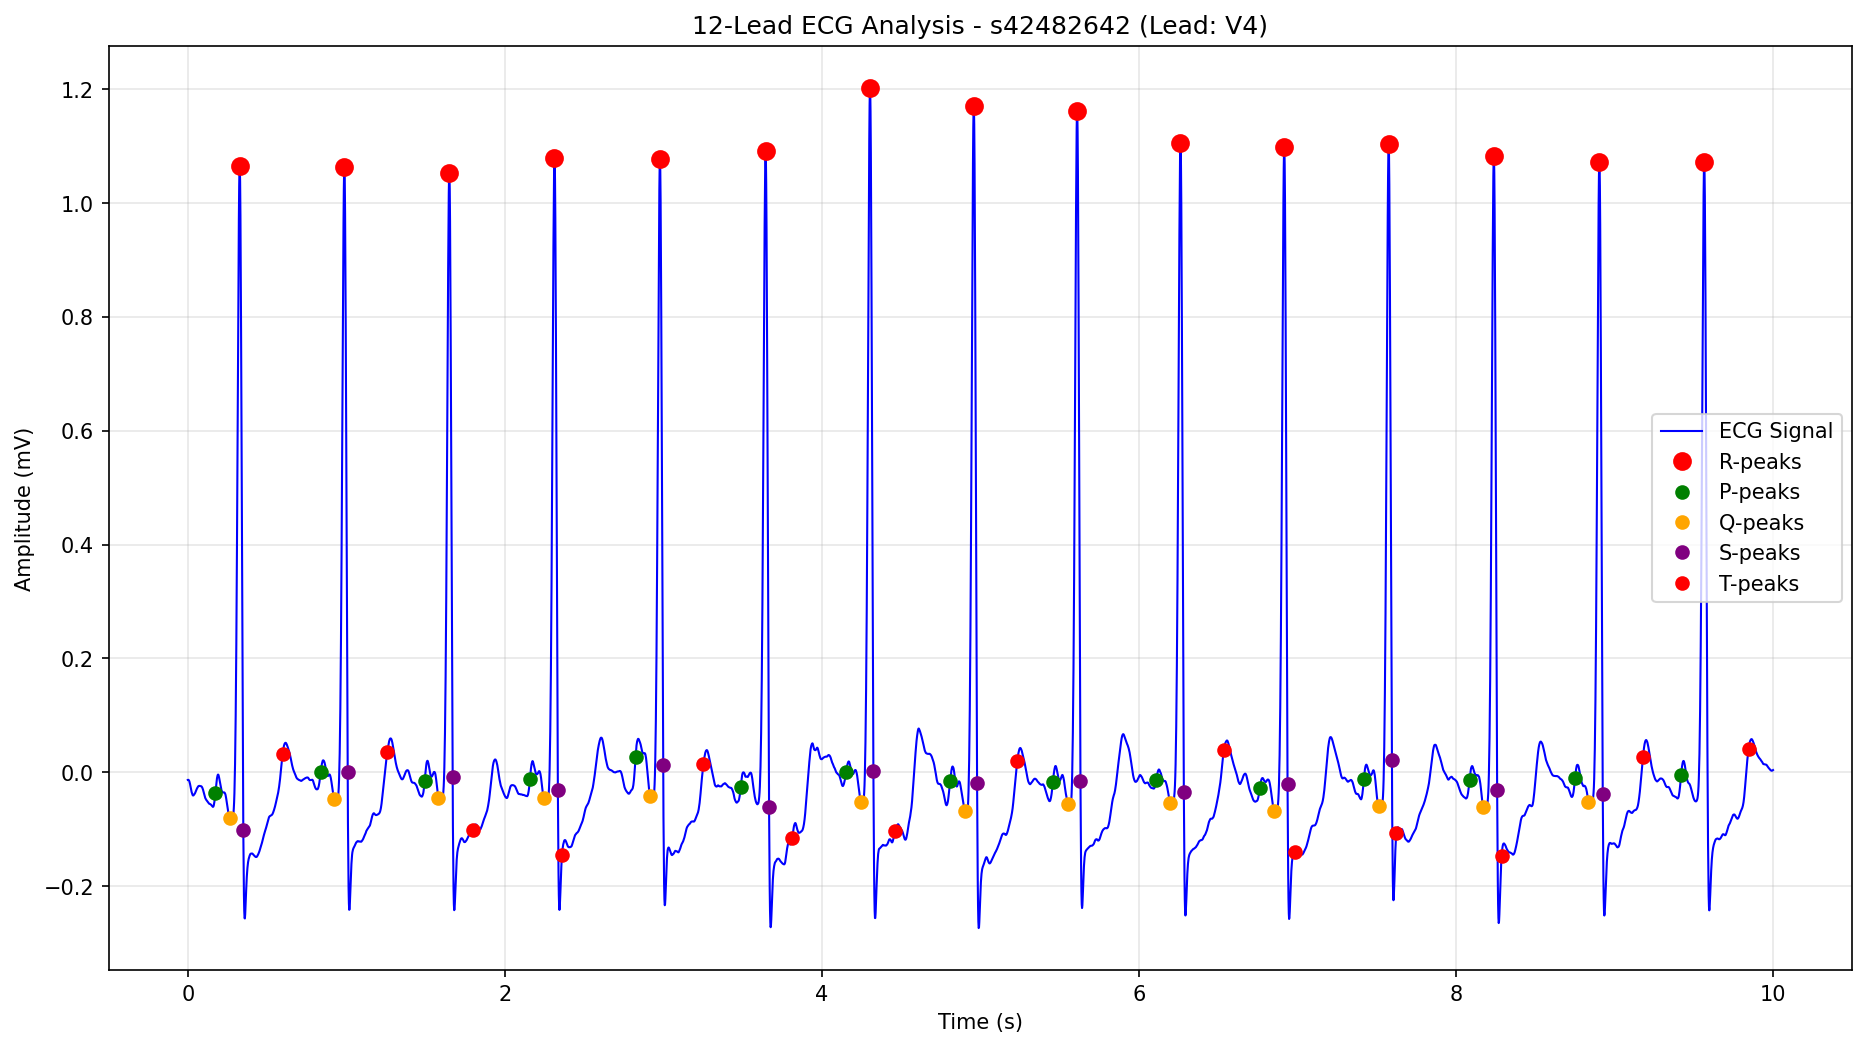 12-Lead ECG Analysis - s42482642 (Lead: V4)
1.2
1.0
0.8
0.6
0.4
0.2
0.0
−0.2
Amplitude (mV)
ECG Signal
R-peaks
P-peaks
Q-peaks
S-peaks
T-peaks
0 2 4 6 8 10
Time (s)